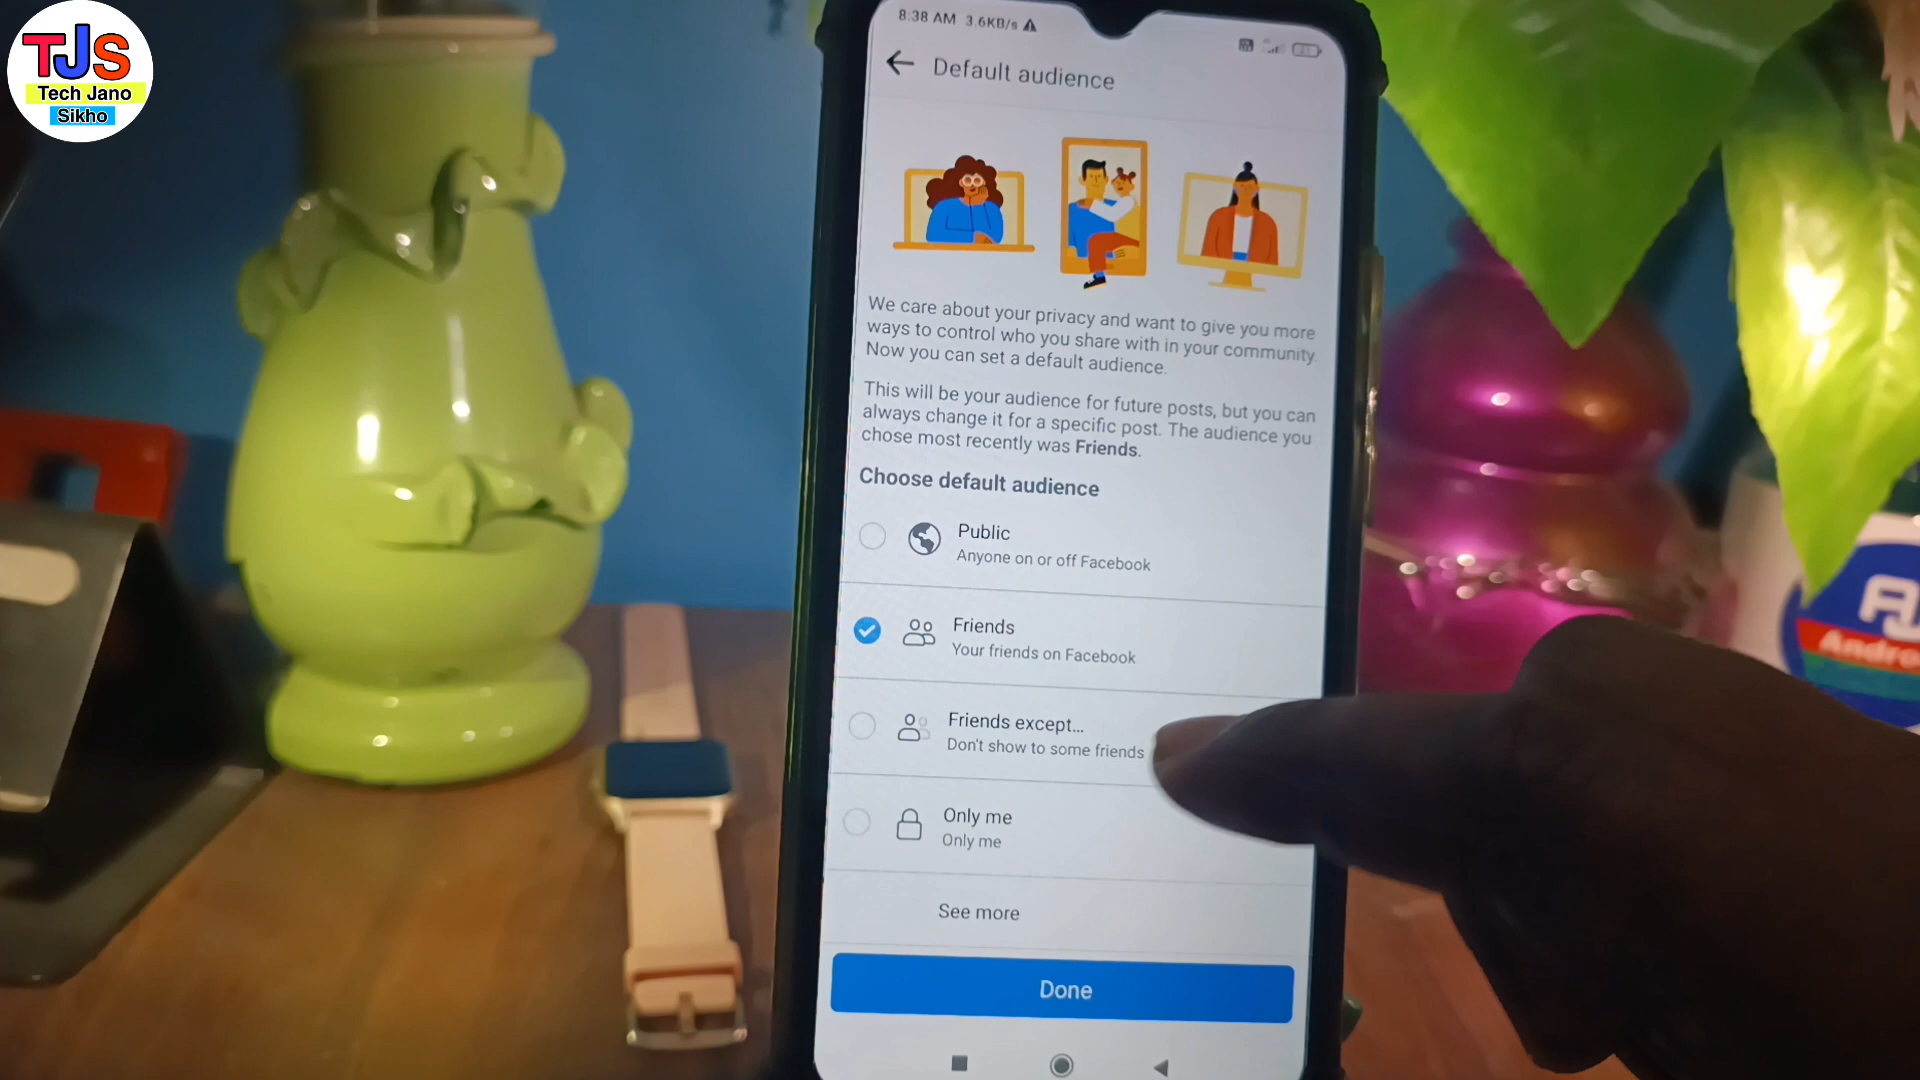 TJS
Tech Jano
Sikho
8:38 AM 3.6KB/s
Default audience
We care about your privacy and want to give you more
ways to control who you share with in your community.
Now you can set a default audience.
This will be your audience for future posts, but you can
always change it for a specific post. The audience you
chose most recently was Friends.
Choose default audience
Public
Anyone on or off Facebook
Friends
Your friends on Facebook
Friends except...
Don't show to some friends
Only me
Only me
See more
Done